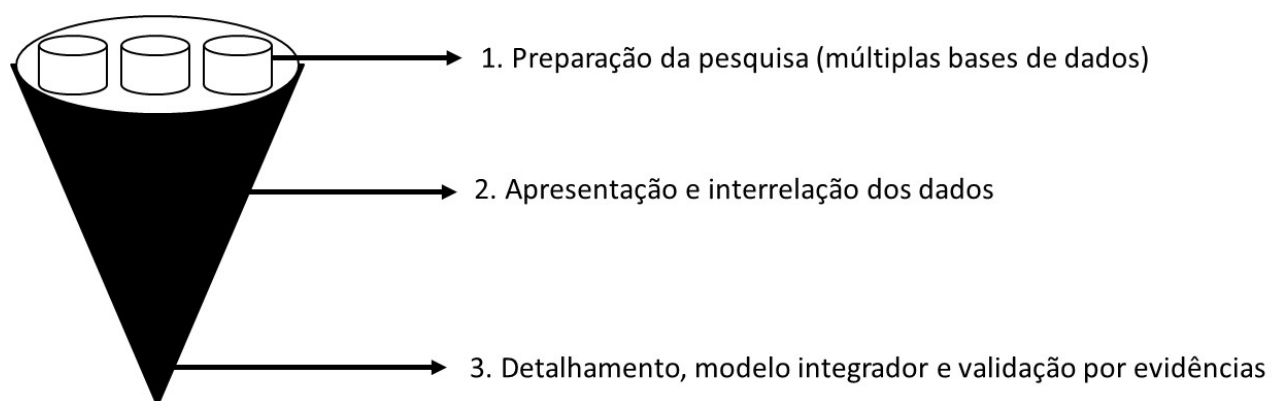 1. Preparação da pesquisa (múltiplas bases de dados)
2. Apresentação e interrelação dos dados
3. Detalhamento, modelo integrador e validação por evidências